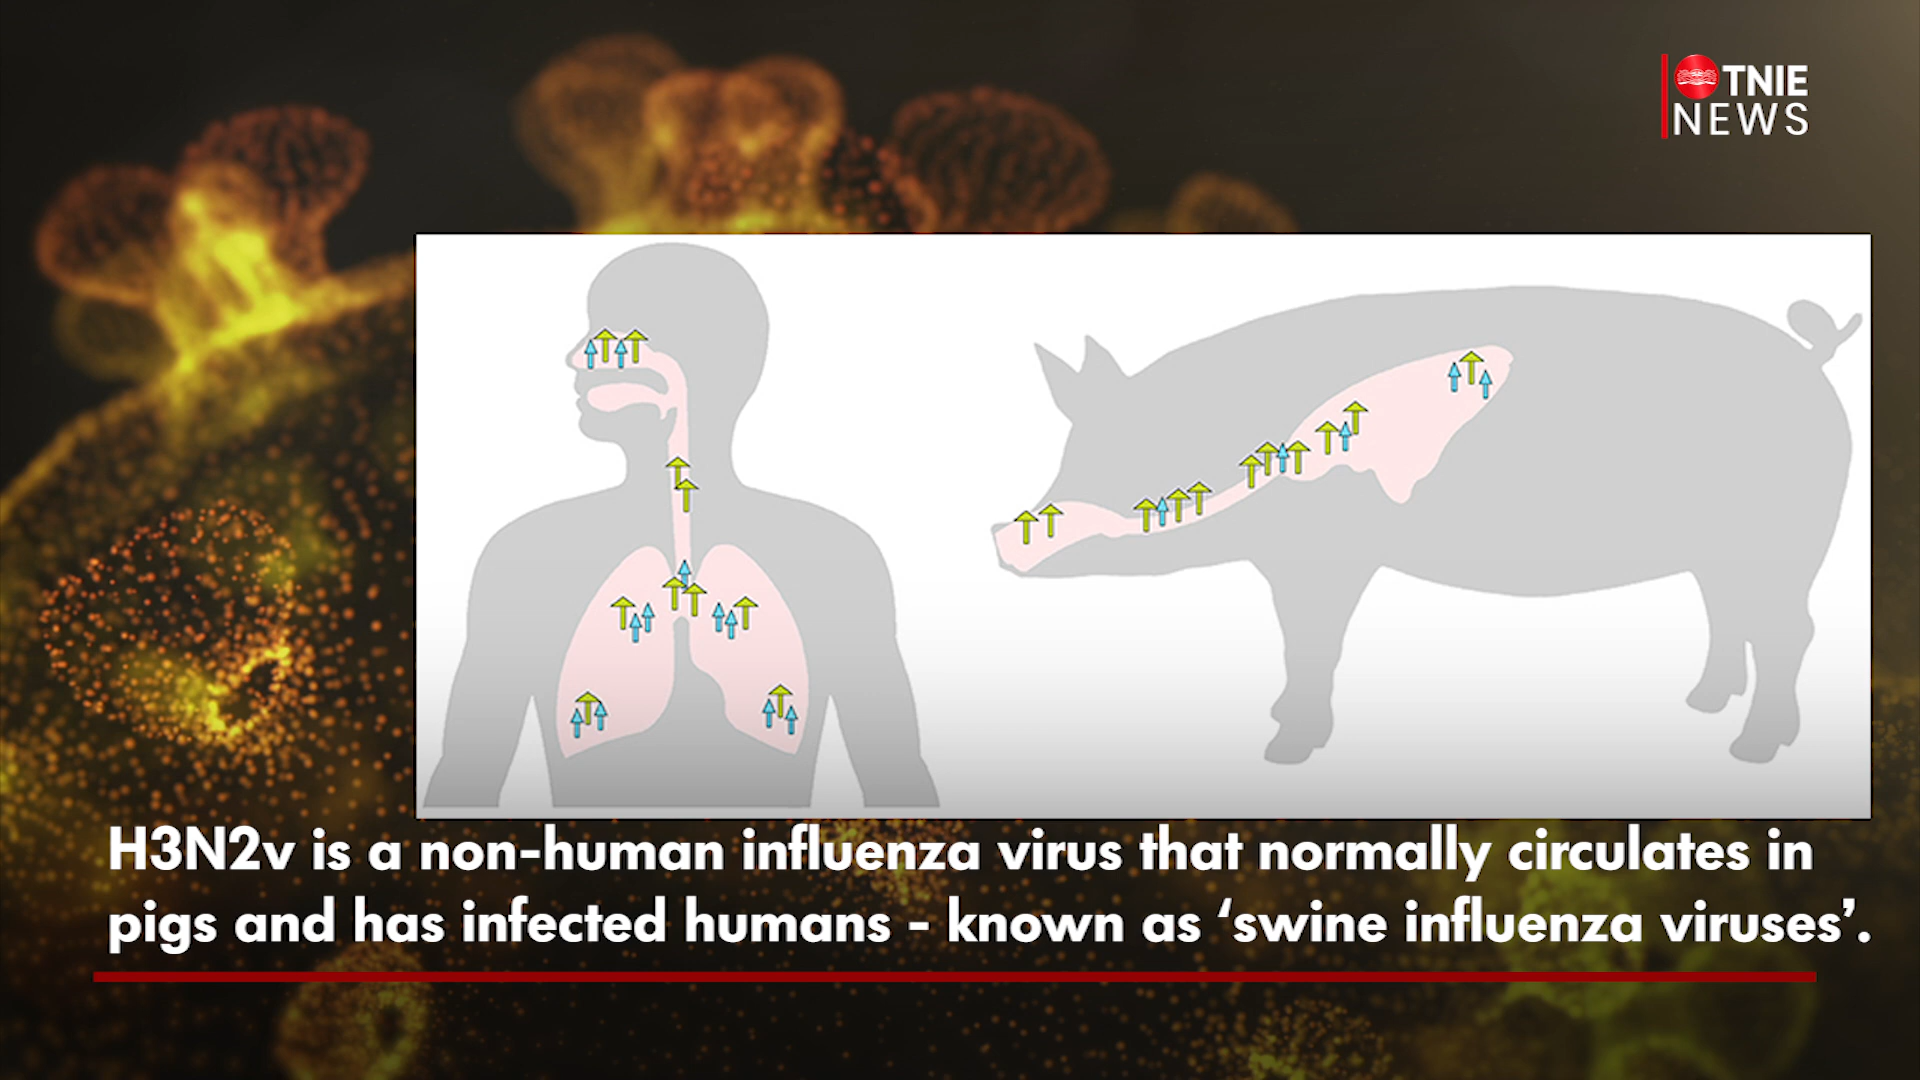 TNIE
NEWS
H3N2v is a non-human influenza virus that normally circulates in
pigs and has infected humans - known as ‘swine influenza viruses’.